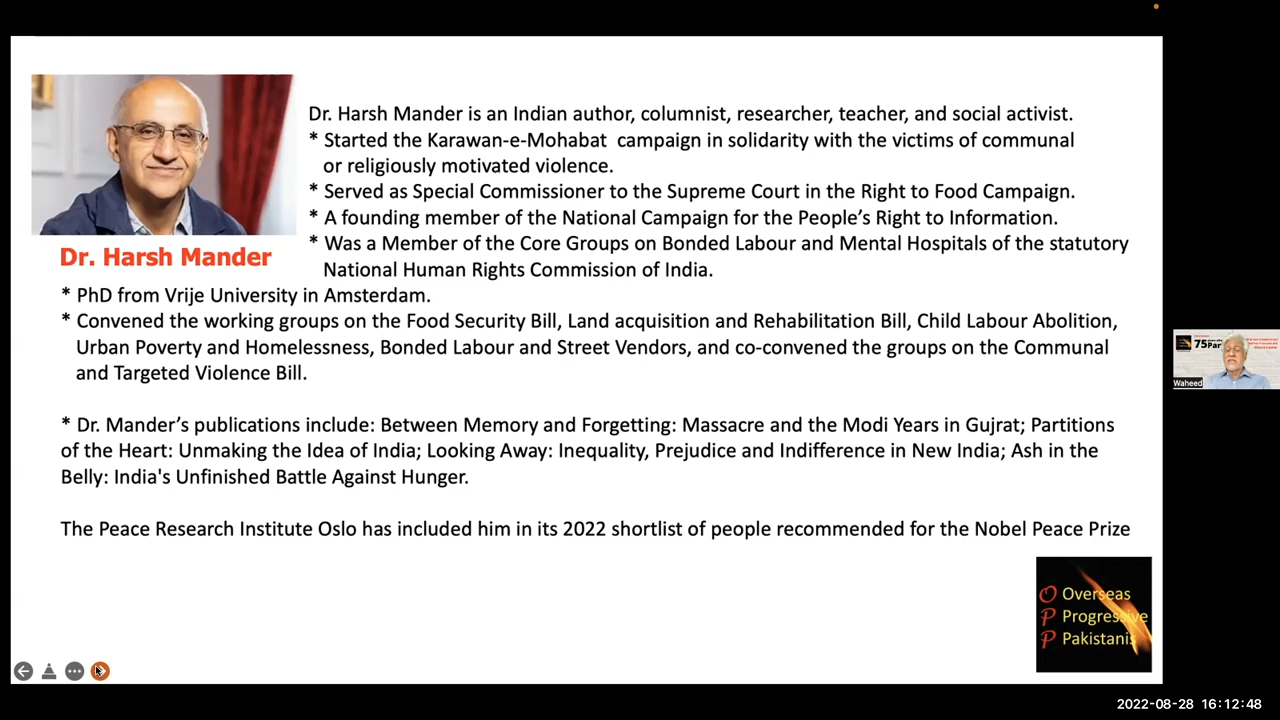 Dr. Harsh Mander is an Indian author, columnist, researcher, teacher, and social activist.
* Started the Karawan-e-Mohabat campaign in solidarity with the victims of communal
or religiously motivated violence.
* Served as Special Commissioner to the Supreme Court in the Right to Food Campaign.
* A founding member of the National Campaign for the People's Right to Information.
* Was a Member of the Core Groups on Bonded Labour and Mental Hospitals of the statutory
National Human Rights Commission of India.
Dr. Harsh Mander
* PhD from Vrije University in Amsterdam.
* Convened the working groups on the Food Security Bill, Land acquisition and Rehabilitation Bill, Child Labour Abolition,
Urban Poverty and Homelessness, Bonded Labour and Street Vendors, and co-convened the groups on the Communal
and Targeted Violence Bill.
* Dr. Mander's publications include: Between Memory and Forgetting: Massacre and the Modi Years in Gujrat; Partitions
of the Heart: Unmaking the Idea of India; Looking Away: Inequality, Prejudice and Indifference in New India; Ash in the
Belly: India's Unfinished Battle Against Hunger.
The Peace Research Institute Oslo has included him in its 2022 shortlist of people recommended for the Nobel Peace Prize
O Overseas
P Progressive
P Pakistanis
75
Waheed
2022-08-28 16:12:48